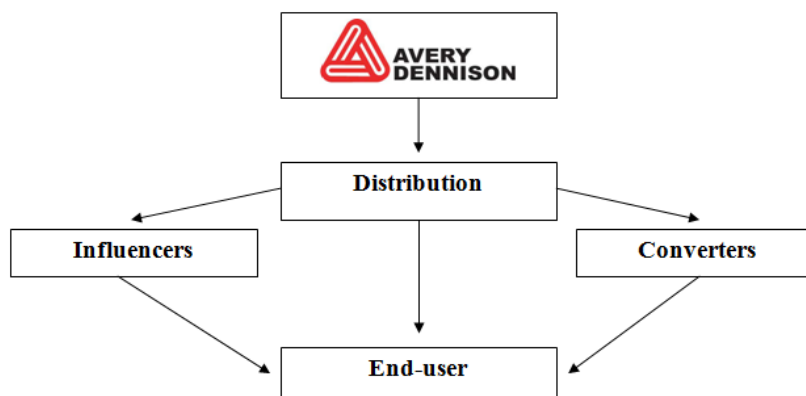 AVERY
DENNISON
Distribution
Influencers
Converters
End-user